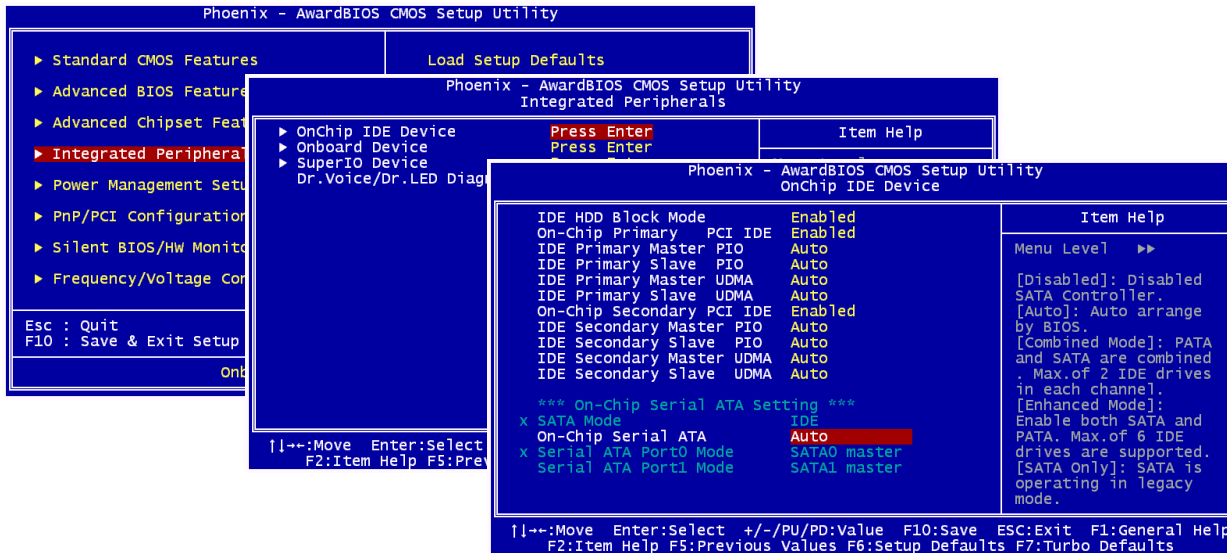 Phoenix - AwardBIOS CMOS Setup Utility
▶ Standard CMOS Features Load Setup Defaults
▶ Advanced BIOS Feature
▶ Advanced Chipset Feat
▶ Integrated Peripheral
▶ Power Management Setu
▶ PnP/PCI Configuration
▶ Silent BIOS/HW Monito
▶ Frequency/Voltage Con
Esc : Quit
F10 : Save & Exit Setup
Onb
Phoenix - AwardBIOS CMOS Setup Utility
Integrated Peripherals
▶ OnChip IDE Device Press Enter Item Help
▶ Onboard Device Press Enter
▶ SuperIO Device
Dr.Voice/Dr.LED Diagn
↑↓→←:Move Enter:Select
F2:Item Help F5:Prev
Phoenix - AwardBIOS CMOS Setup Utility
OnChip IDE Device
IDE HDD Block Mode Enabled
On-Chip Primary PCI IDE Enabled
IDE Primary Master PIO Auto
IDE Primary Slave PIO Auto
IDE Primary Master UDMA Auto
IDE Primary Slave UDMA Auto
On-Chip Secondary PCI IDE Enabled
IDE Secondary Master PIO Auto
IDE Secondary Slave PIO Auto
IDE Secondary Master UDMA Auto
IDE Secondary Slave UDMA Auto
*** On-Chip Serial ATA Setting ***
x SATA Mode IDE
On-Chip Serial ATA Auto
x Serial ATA Port0 Mode SATA0 master
Serial ATA Port1 Mode SATA1 master
Item Help
Menu Level ▶▶
[Disabled]: Disabled
SATA Controller.
[Auto]: Auto arrange
by BIOS.
[Combined Mode]: PATA
and SATA are combined
. Max.of 2 IDE drives
in each channel.
[Enhanced Mode]:
Enable both SATA and
PATA. Max.of 6 IDE
drives are supported.
[SATA Only]: SATA is
operating in legacy
mode.
↑↓→←:Move Enter:Select +/-/PU/PD:Value F10:Save ESC:Exit F1:General Help
F2:Item Help F5:Previous Values F6:Setup Defaults F7:Turbo Defaults